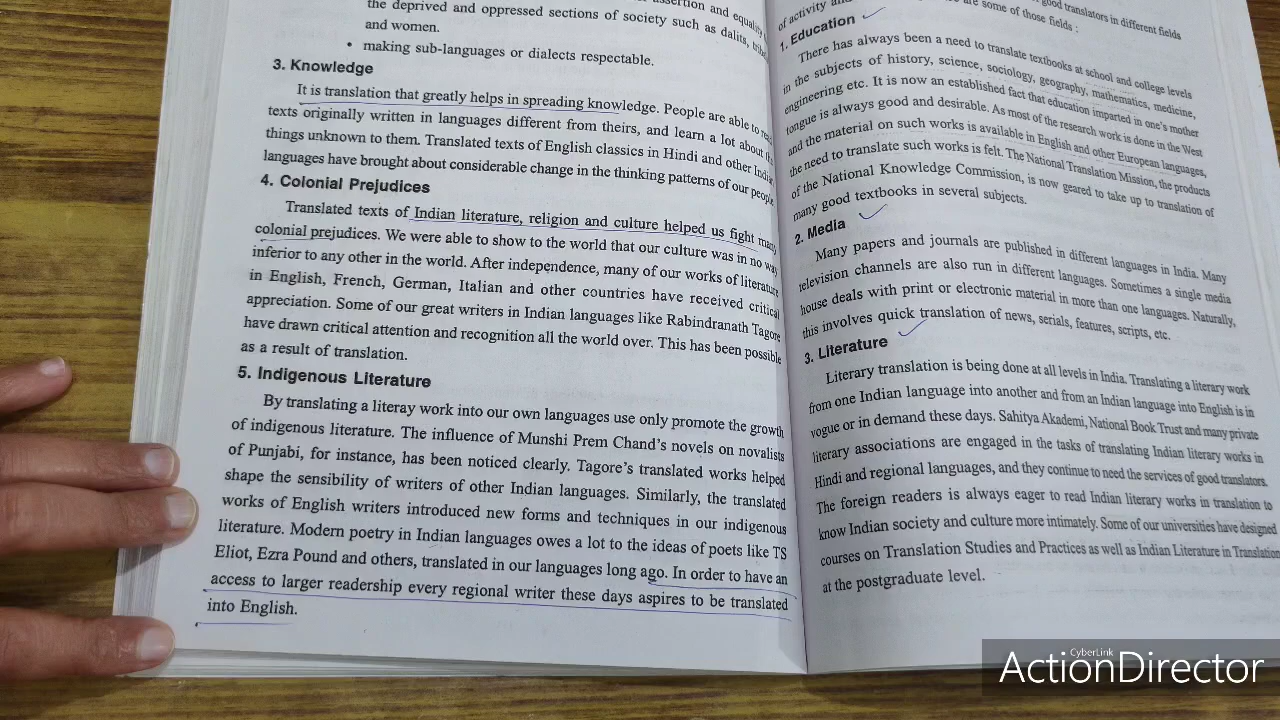 assertion and equality
the deprived and oppressed sections of society such as dalits,
and women.
• making sub-languages or dialects respectable.
3. Knowledge
It is translation that greatly helps in spreading knowledge. People are able to
texts originally written in languages different from theirs, and learn a lot about
things unknown to them. Translated texts of English classics in Hindi and other
languages have brought about considerable change in the thinking patterns of our people
4. Colonial Prejudices
Translated texts of Indian literature, religion and culture helped us fight many
colonial prejudices. We were able to show to the world that our culture was in no way
inferior to any other in the world. After independence, many of our works of literature
in English, French, German, Italian and other countries have received critical
appreciation. Some of our great writers in Indian languages like Rabindranath Tagore
have drawn critical attention and recognition all the world over. This has been possible
as a result of translation.
5. Indigenous Literature
By translating a literay work into our own languages use only promote the growth
of indigenous literature. The influence of Munshi Prem Chand's novels on novalists
of Punjabi, for instance, has been noticed clearly. Tagore's translated works helped
shape the sensibility of writers of other Indian languages. Similarly, the translated
works of English writers introduced new forms and techniques in our indigenous
literature. Modern poetry in Indian languages owes a lot to the ideas of poets like TS
Eliot, Ezra Pound and others, translated in our languages long ago. In order to have an
access to larger readership every regional writer these days aspires to be translated
into English.
good translators in different fields
of activity and are some of those fields :
1. Education
There has always been a need to translate textbooks at school and college levels
in the subjects of history, science, sociology, geography, mathematics, medicine,
engineering etc. It is now an established fact that education imparted in one's mother
tongue is always good and desirable. As most of the research work is done in the West
and the material on such works is available in English and other European languages,
the need to translate such works is felt. The National Translation Mission, the products
of the National Knowledge Commission, is now geared to take up to translation of
many good textbooks in several subjects.
2. Media
Many papers and journals are published in different languages in India. Many
television channels are also run in different languages. Sometimes a single media
house deals with print or electronic material in more than one languages. Naturally,
this involves quick translation of news, serials, features, scripts, etc.
3. Literature
Literary translation is being done at all levels in India. Translating a literary work
from one Indian language into another and from an Indian language into English is in
vogue or in demand these days. Sahitya Akademi, National Book Trust and many private
literary associations are engaged in the tasks of translating Indian literary works in
Hindi and regional languages, and they continue to need the services of good translators.
The foreign readers is always eager to read Indian literary works in translation to
know Indian society and culture more intimately. Some of our universities have designed
courses on Translation Studies and Practices as well as Indian Literature in Translation
at the postgraduate level.
CyberLink
ActionDirector